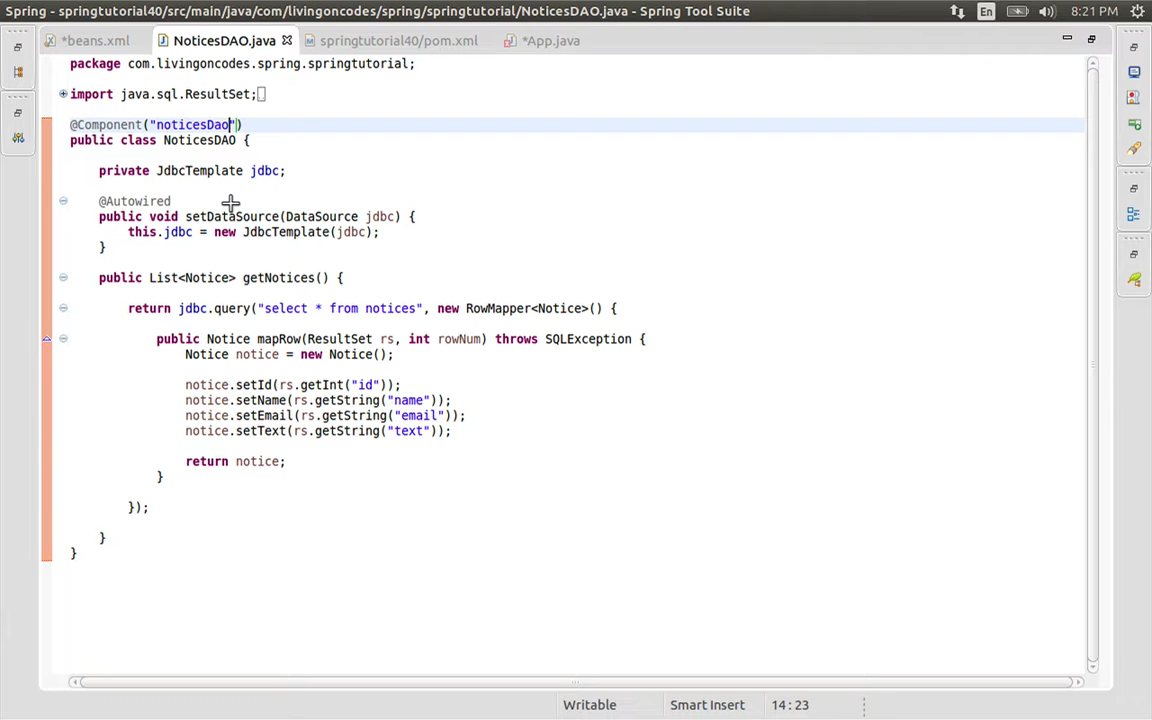 Spring - springtutorial40/src/main/java/com/livingoncodes/spring/springtutorial/NoticesDAO.java - Spring Tool Suite En 8:21 PM
*beans.xml NoticesDAO.java springtutorial40/pom.xml *App.java
package com.livingoncodes.spring.springtutorial;
import java.sql.ResultSet;
@Component("noticesDao")
public class NoticesDAO {
private JdbcTemplate jdbc;
@Autowired
public void setDataSource(DataSource jdbc) {
this.jdbc = new JdbcTemplate(jdbc);
}
public List<Notice> getNotices() {
return jdbc.query("select * from notices", new RowMapper<Notice>() {
public Notice mapRow(ResultSet rs, int rowNum) throws SQLException {
Notice notice = new Notice();
notice.setId(rs.getInt("id"));
notice.setName(rs.getString("name"));
notice.setEmail(rs.getString("email"));
notice.setText(rs.getString("text"));
return notice;
}
});
}
}
Writable Smart Insert 14 : 23